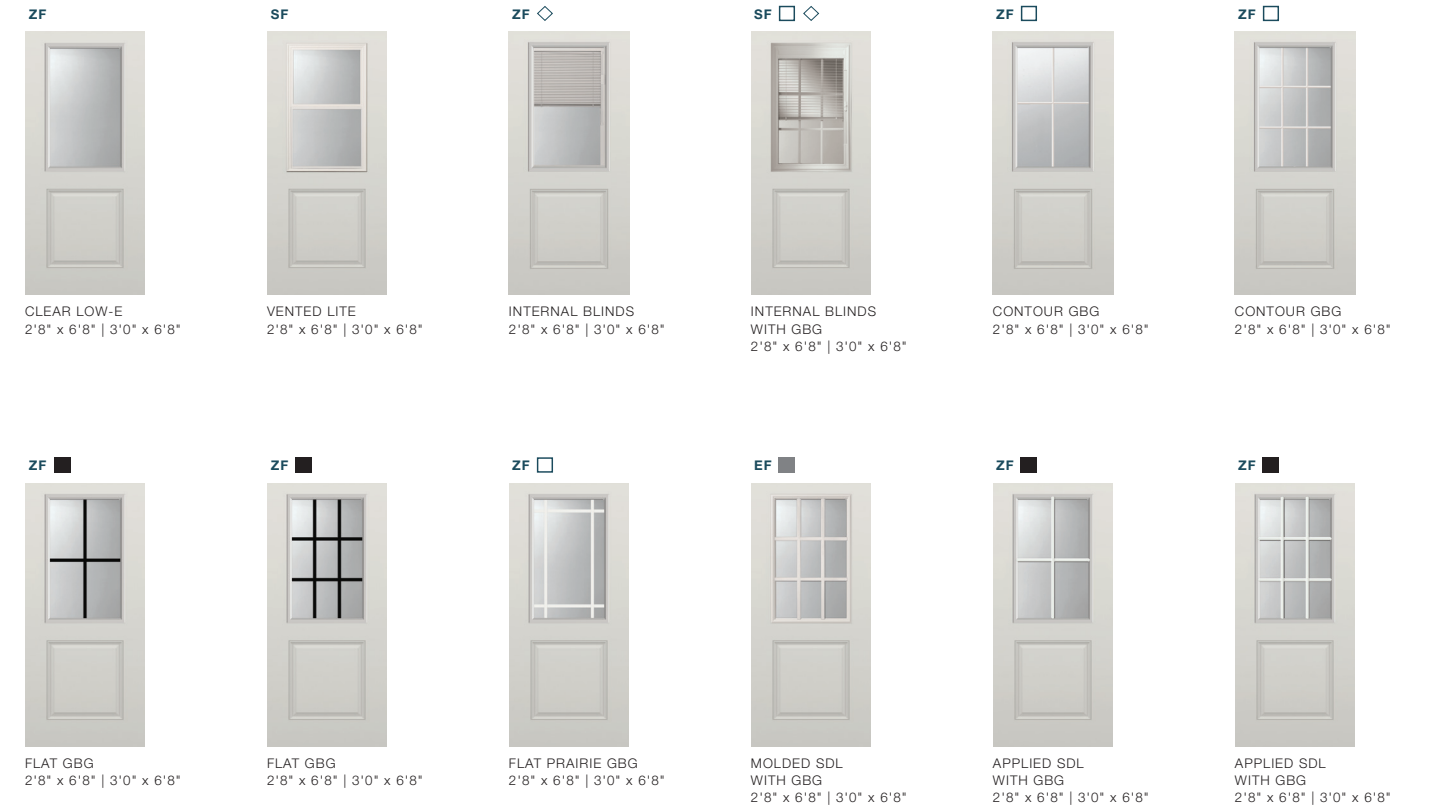 ZF
SF
ZF
SF
ZF
ZF
CLEAR LOW-E
2'8" x 6'8" | 3'0" x 6'8"
VENTED LITE
2'8" x 6'8" | 3'0" x 6'8"
INTERNAL BLINDS
2'8" x 6'8" | 3'0" x 6'8"
INTERNAL BLINDS
WITH GBG
2'8" x 6'8" | 3'0" x 6'8"
CONTOUR GBG
2'8" x 6'8" | 3'0" x 6'8"
CONTOUR GBG
2'8" x 6'8" | 3'0" x 6'8"
ZF
ZF
ZF
EF
ZF
ZF
FLAT GBG
2'8" x 6'8" | 3'0" x 6'8"
FLAT GBG
2'8" x 6'8" | 3'0" x 6'8"
FLAT PRAIRIE GBG
2'8" x 6'8" | 3'0" x 6'8"
MOLDED SDL
WITH GBG
2'8" x 6'8" | 3'0" x 6'8"
APPLIED SDL
WITH GBG
2'8" x 6'8" | 3'0" x 6'8"
APPLIED SDL
WITH GBG
2'8" x 6'8" | 3'0" x 6'8"